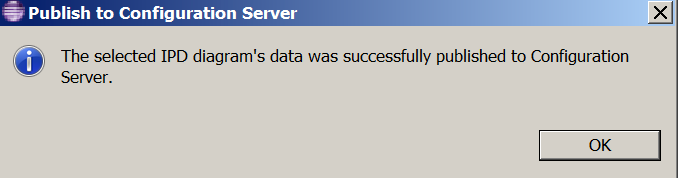 Publish to Configuration Server
The selected IPD diagram's data was successfully published to Configuration
Server.
OK